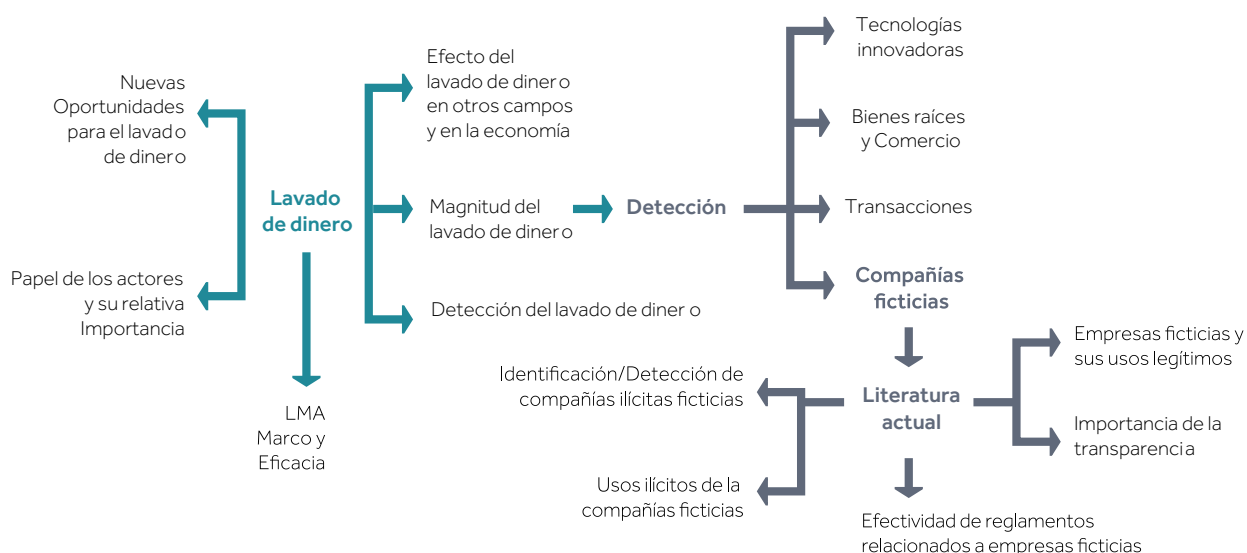 Nuevas
Oportunidades
para el lavado
de dinero
Papel de los actores
y su relativa
Importancia
Lavado
de dinero
LMA
Marco y
Eficacia
Efecto del
lavado de dinero
en otros campos
y en la economía
Magnitud del
lavado de dinero
Detección del lavado de dinero
Detección
Tecnologías
innovadoras
Bienes raíces
y Comercio
Transacciones
Compañías
ficticias
Literatura
actual
Identificación/Detección de
compañías ilícitas ficticias
Usos ilícitos de la
compañías ficticias
Empresas ficticias y
sus usos legítimos
Importancia de la
transparencia
Efectividad de reglamentos
relacionados a empresas ficticias